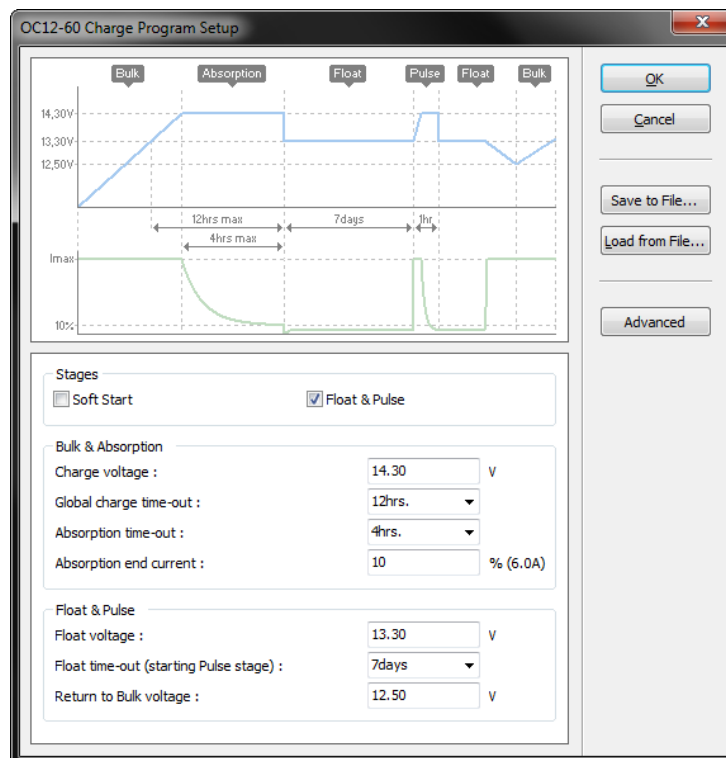 OC12-60 Charge Program Setup
Bulk Absorption Float Pulse Float Bulk
14,30V
13,30V
12,50V
12hrs max 7days 1hr
4hrs max
Imax
10%
OK
Cancel
Save to File...
Load from File...
Advanced
Stages
Soft Start Float & Pulse
Bulk & Absorption
Charge voltage : 14.30 V
Global charge time-out : 12hrs.
Absorption time-out : 4hrs.
Absorption end current : 10 % (6.0A)
Float & Pulse
Float voltage : 13.30 V
Float time-out (starting Pulse stage) : 7days
Return to Bulk voltage : 12.50 V